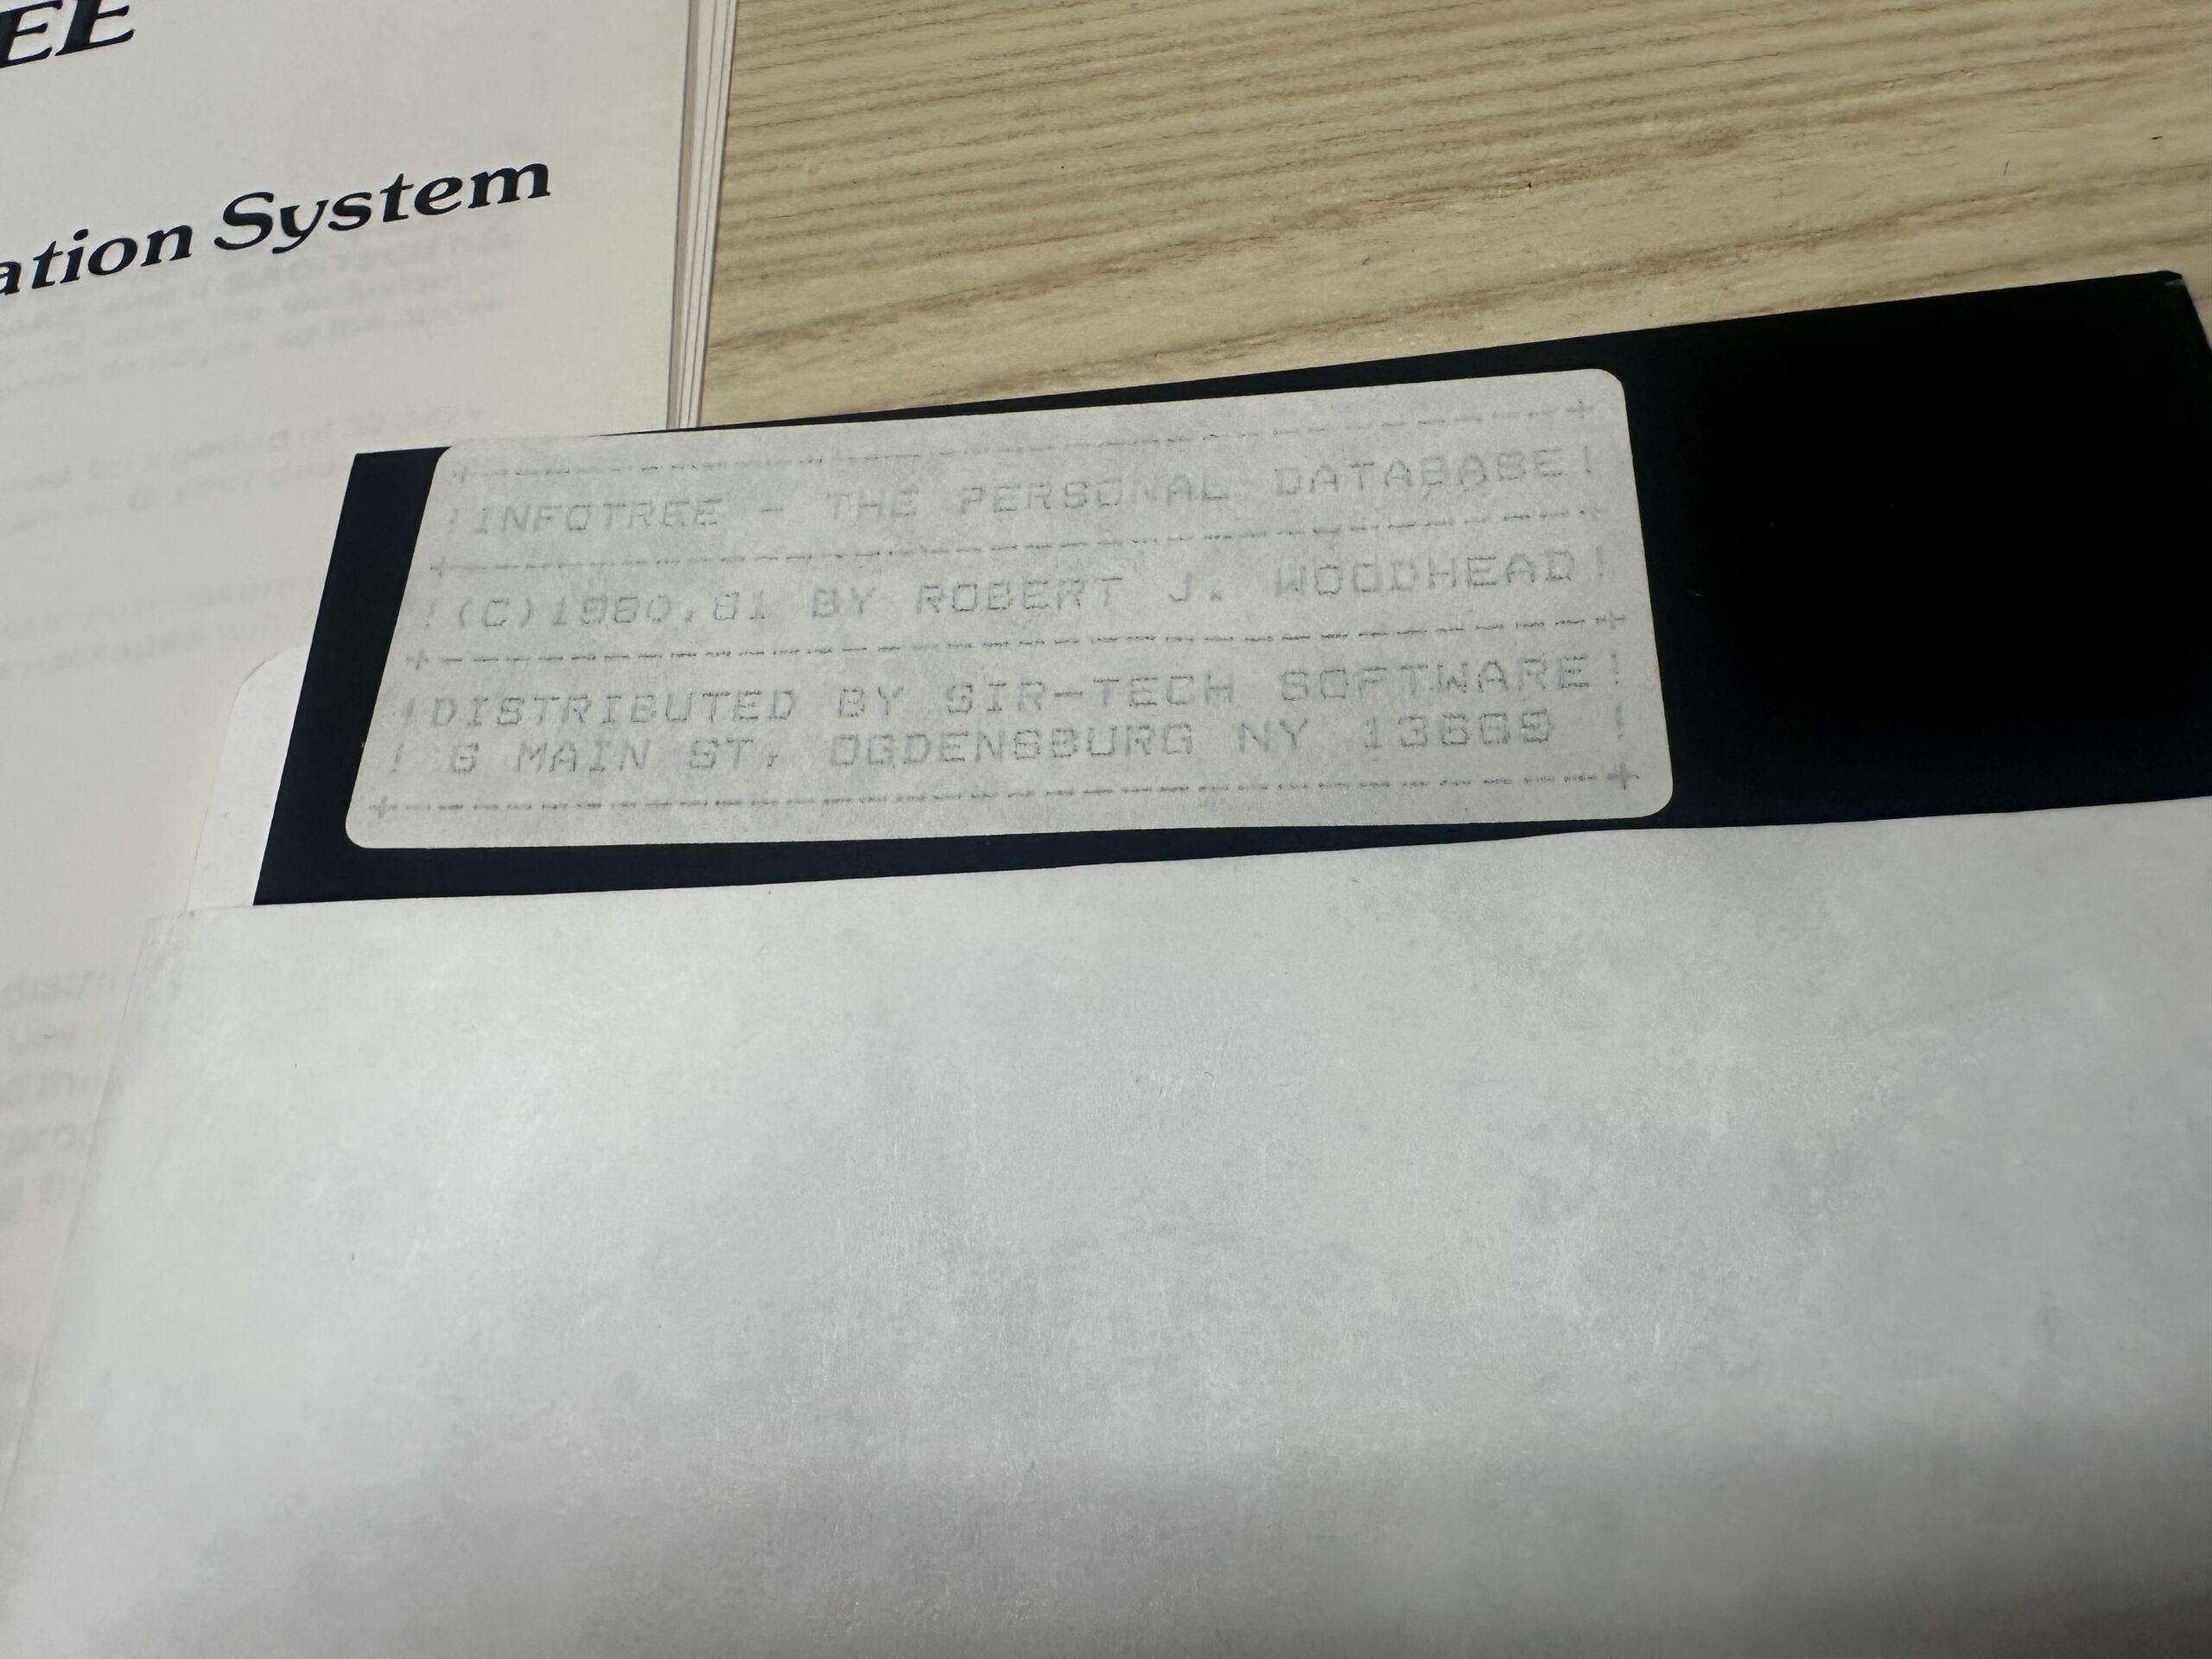 EE
ation System
+------------------------------+
!INFOTREE - THE PERSONAL DATABASE!
+------------------------------+
!(C)1980,81 BY ROBERT J. WOODHEAD!
+------------------------------+
!DISTRIBUTED BY SIR-TECH SOFTWARE!
! 6 MAIN ST, OGDENSBURG NY 13669 !
+------------------------------+